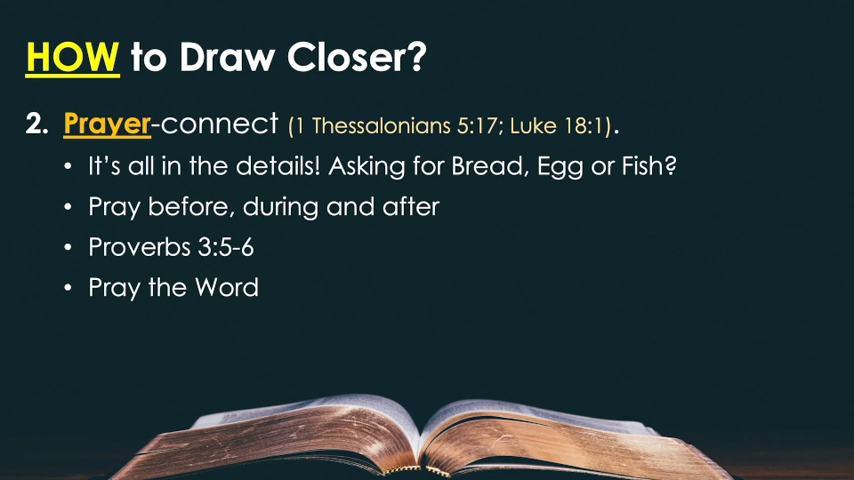 HOW to Draw Closer?
2. Prayer-connect (1 Thessalonians 5:17; Luke 18:1).
• It's all in the details! Asking for Bread, Egg or Fish?
• Pray before, during and after
• Proverbs 3:5-6
• Pray the Word